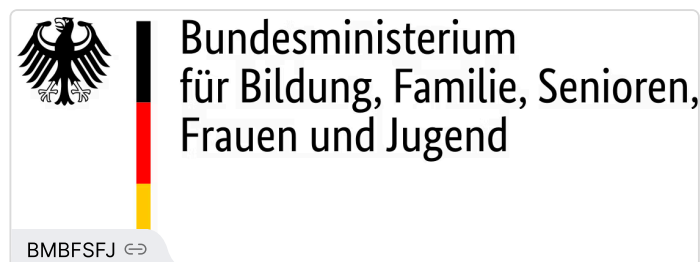 Bundesministerium
für Bildung, Familie, Senioren,
Frauen und Jugend
BMBFSFJ